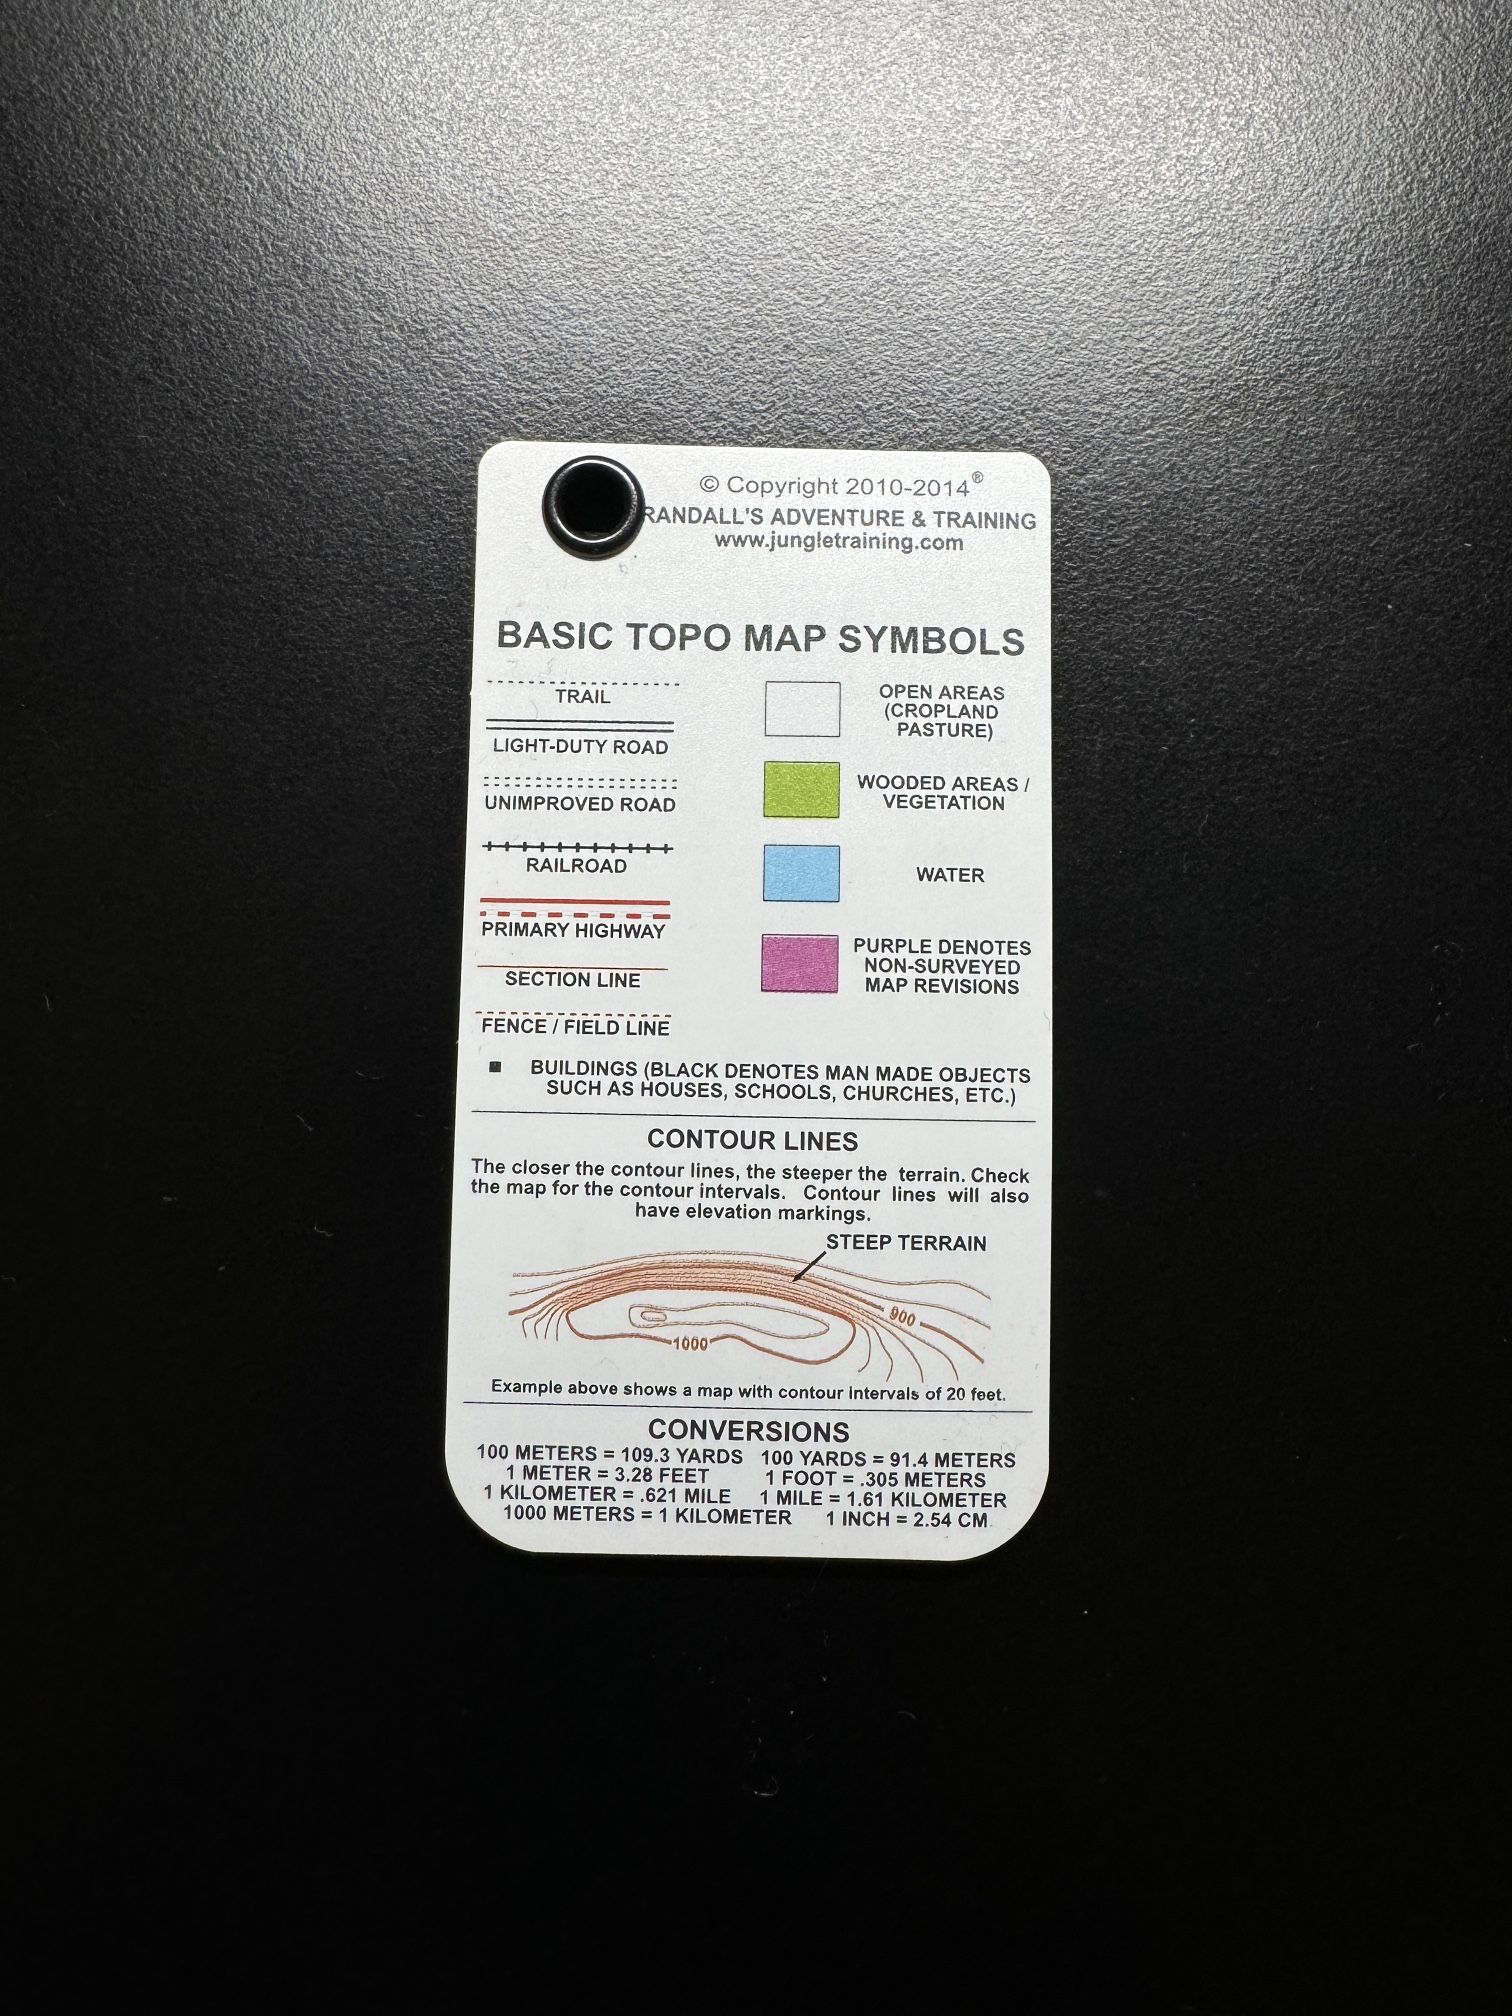 © Copyright 2010-2014®
RANDALL'S ADVENTURE & TRAINING
www.jungletraining.com
BASIC TOPO MAP SYMBOLS
TRAIL
LIGHT-DUTY ROAD
UNIMPROVED ROAD
RAILROAD
PRIMARY HIGHWAY
SECTION LINE
FENCE / FIELD LINE
OPEN AREAS
(CROPLAND
PASTURE)
WOODED AREAS /
VEGETATION
WATER
PURPLE DENOTES
NON-SURVEYED
MAP REVISIONS
BUILDINGS (BLACK DENOTES MAN MADE OBJECTS
SUCH AS HOUSES, SCHOOLS, CHURCHES, ETC.)
CONTOUR LINES
The closer the contour lines, the steeper the terrain. Check
the map for the contour intervals. Contour lines will also
have elevation markings.
STEEP TERRAIN
900
1000
Example above shows a map with contour intervals of 20 feet.
CONVERSIONS
100 METERS = 109.3 YARDS 100 YARDS = 91.4 METERS
1 METER = 3.28 FEET 1 FOOT = .305 METERS
1 KILOMETER = .621 MILE 1 MILE = 1.61 KILOMETER
1000 METERS = 1 KILOMETER 1 INCH = 2.54 CM